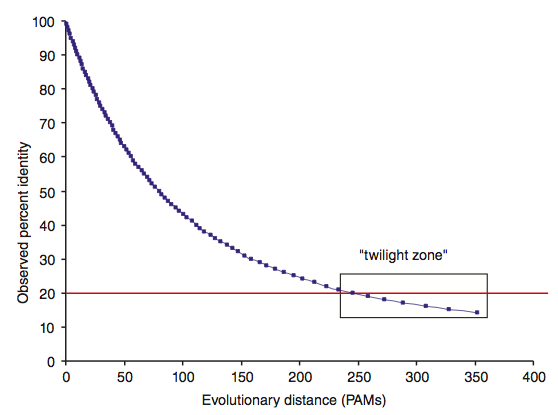 100
90
80
70
60
50
40
30
20
10
0
Observed percent identity
"twilight zone"
0 50 100 150 200 250 300 350 400
Evolutionary distance (PAMs)